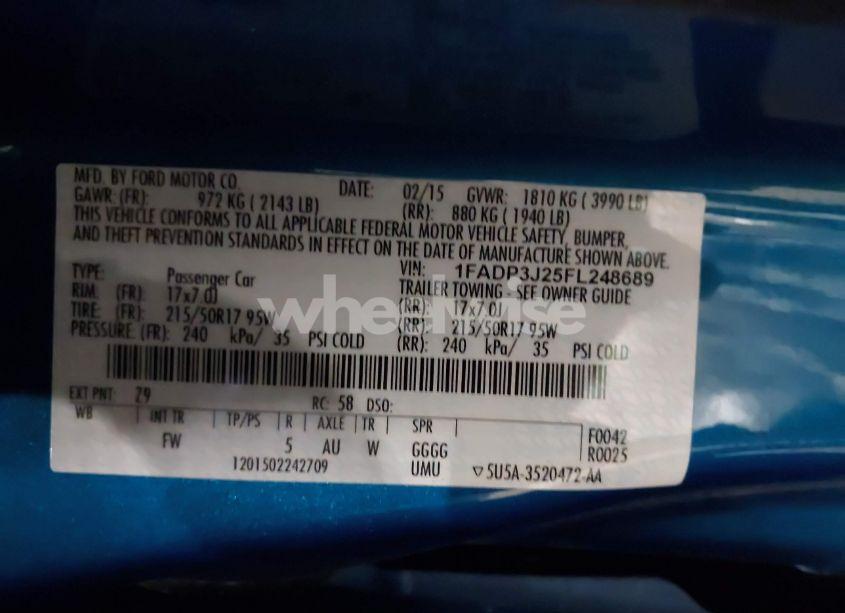 MFD. BY FORD MOTOR CO.
DATE: 02/15 GVWR: 1810 KG ( 3990 LB)
GAWR: (FR): 972 KG ( 2143 LB) (RR): 880 KG ( 1940 LB)
THIS VEHICLE CONFORMS TO ALL APPLICABLE FEDERAL MOTOR VEHICLE SAFETY, BUMPER,
AND THEFT PREVENTION STANDARDS IN EFFECT ON THE DATE OF MANUFACTURE SHOWN ABOVE.
VIN: 1FADP3J25FL248689
TYPE: Passenger Car TRAILER TOWING - SEE OWNER GUIDE
RIM: (FR): 17x7.0J (RR): 17x7.0J
TIRE: (FR): 215/50R17 95W (RR): 215/50R17 95W
PRESSURE: (FR): 240 kPa/ 35 PSI COLD (RR): 240 kPa/ 35 PSI COLD
wheelwise
EXT PNT: Z9 RC: 58 DSO:
WB INT TR TP/PS R AXLE TR SPR
FW 5 AU W GGGG F0042
UMU R0025
1201502242709 ▽5U5A-3520472-AA